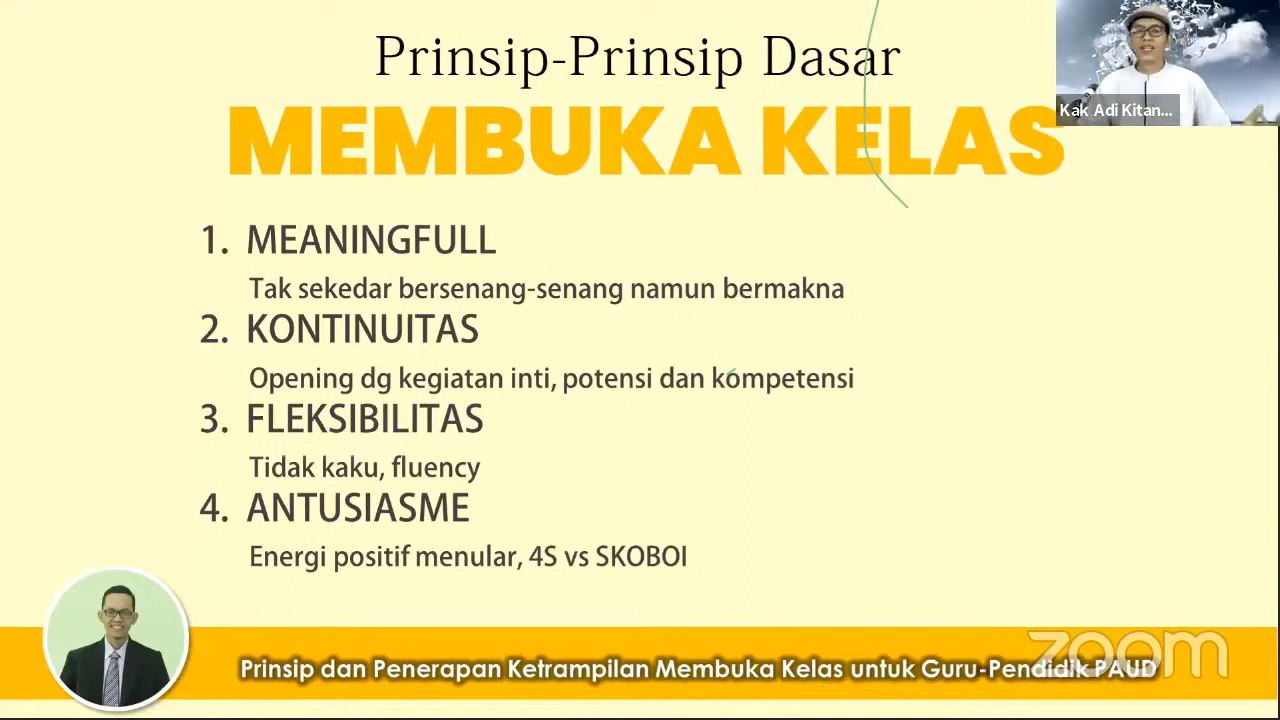 Prinsip-Prinsip Dasar
MEMBUKA KELAS
Kak Adi Kitan...
1. MEANINGFULL
Tak sekedar bersenang-senang namun bermakna
2. KONTINUITAS
Opening dg kegiatan inti, potensi dan kompetensi
3. FLEKSIBILITAS
Tidak kaku, fluency
4. ANTUSIASME
Energi positif menular, 4S vs SKOBOI
Prinsip dan Penerapan Ketrampilan Membuka Kelas untuk Guru-Pendidik PAUD
zoom